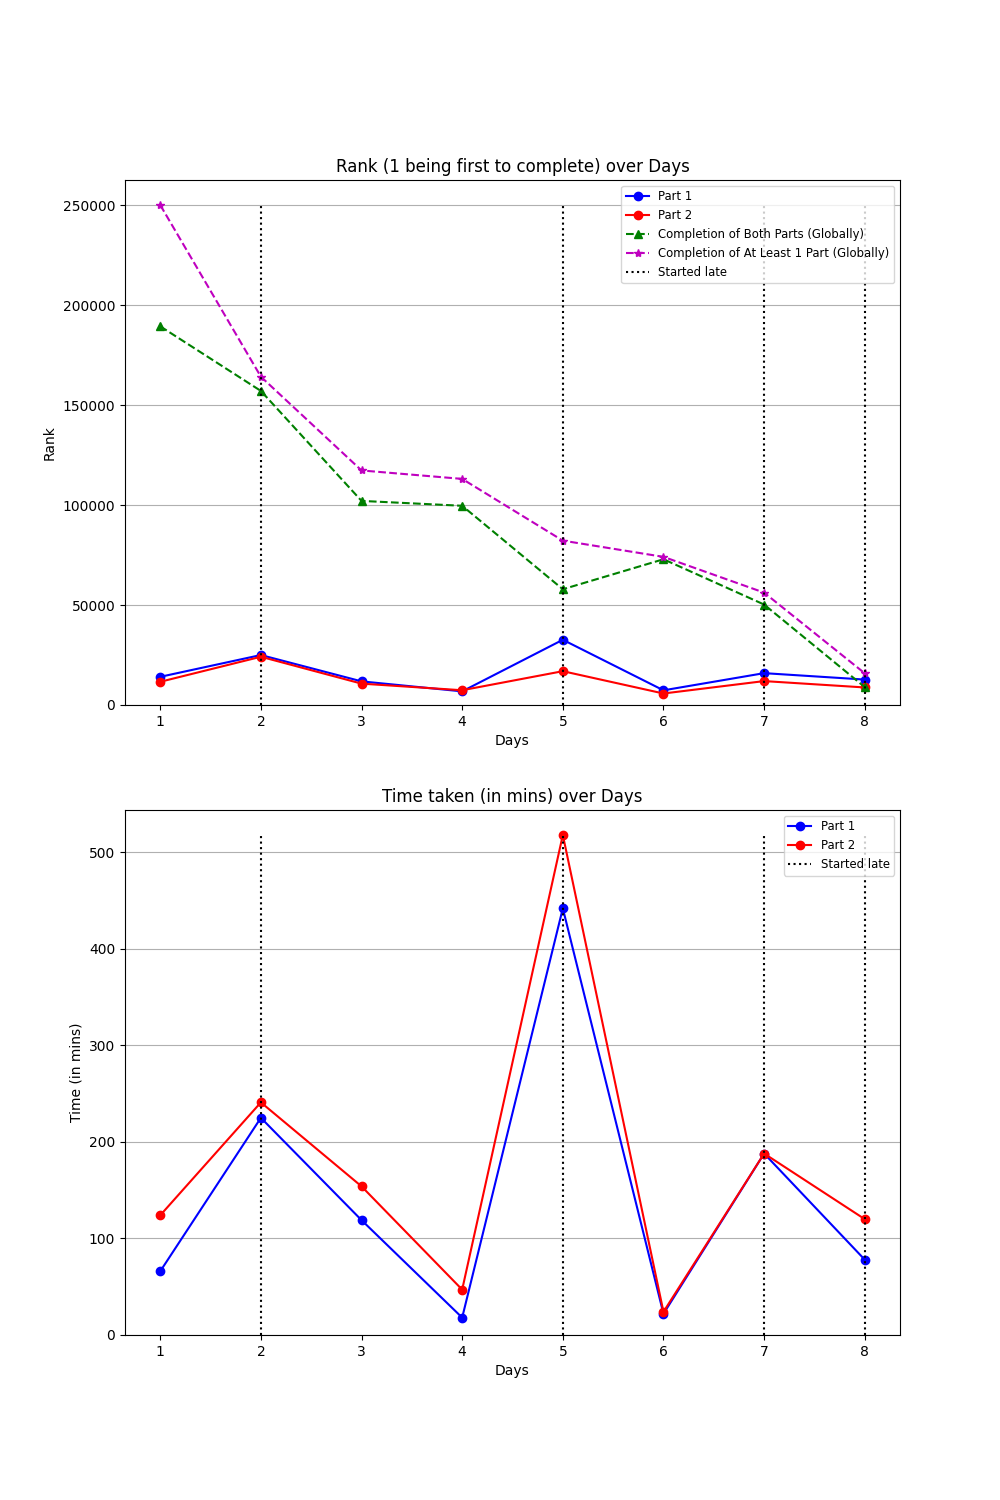 Rank (1 being first to complete) over Days
Part 1
Part 2
Completion of Both Parts (Globally)
Completion of At Least 1 Part (Globally)
Started late
250000
200000
150000
100000
50000
0
Rank
1 2 3 4 5 6 7 8
Days
Time taken (in mins) over Days
Part 1
Part 2
Started late
500
400
300
200
100
0
Time (in mins)
1 2 3 4 5 6 7 8
Days